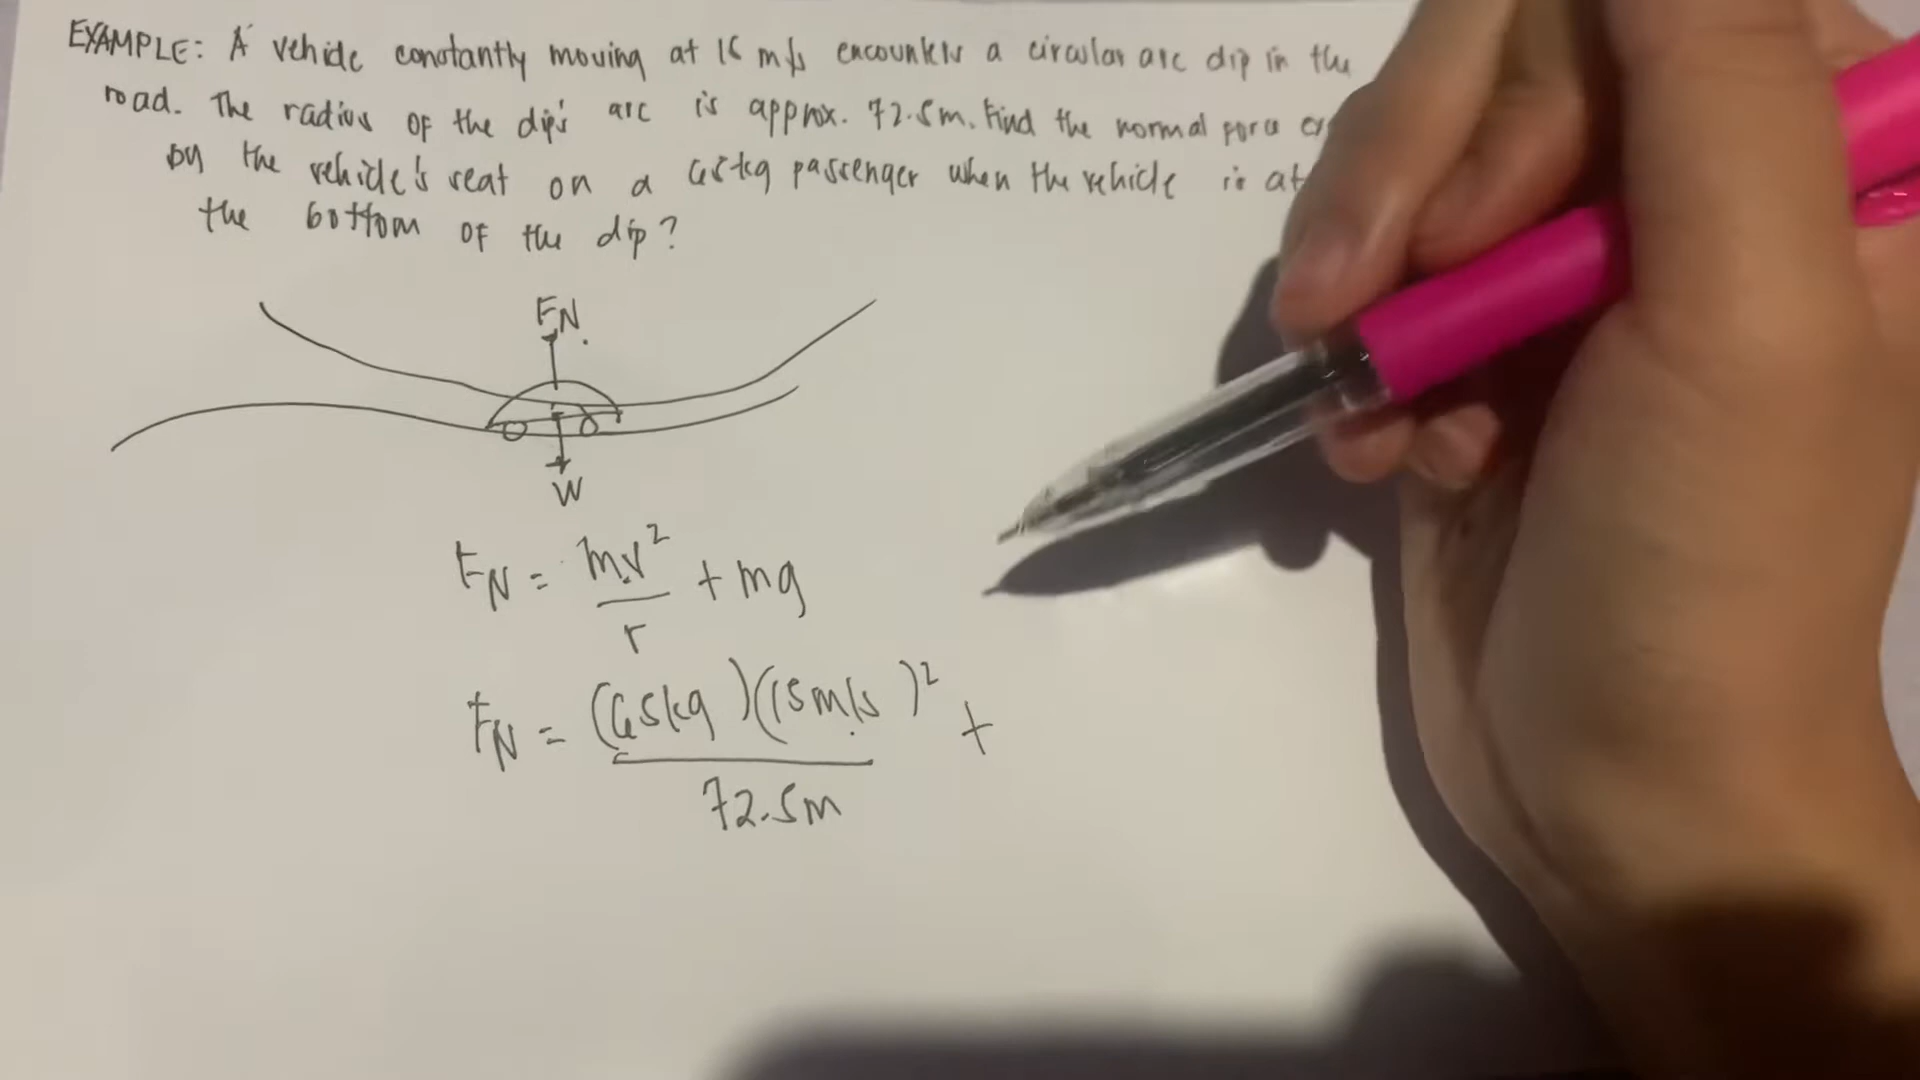 EXAMPLE: A vehicle constantly moving at 15 m/s encounters a circular arc dip in the
road. The radius of the dip's arc is approx. 72.5m. Find the normal force
by the vehicle's seat on a 65kg passenger when the vehicle is at
the bottom of the dip?
FN
W
FN = mv² / r + mg
FN = (65kg)(15m/s)² / 72.5m +